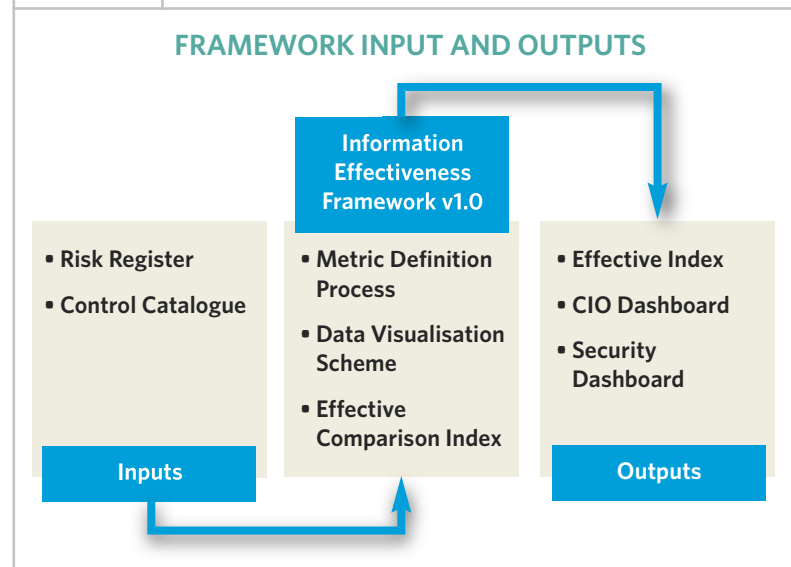 FRAMEWORK INPUT AND OUTPUTS
• Risk Register
• Control Catalogue
Inputs
Information
Effectiveness
Framework v1.0
• Metric Definition
Process
• Data Visualisation
Scheme
• Effective
Comparison Index
• Effective Index
• CIO Dashboard
• Security
Dashboard
Outputs